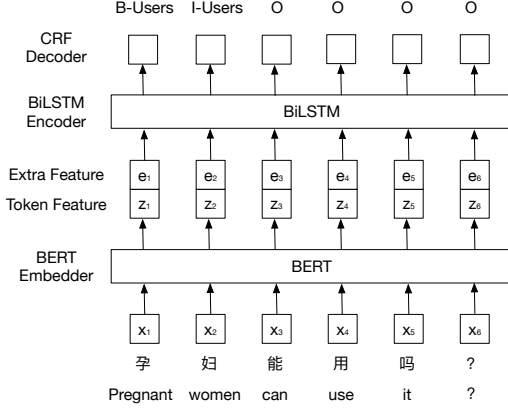 B-Users I-Users O O O O
CRF
Decoder
BiLSTM
Encoder
BiLSTM
Extra Feature e1 e2 e3 e4 e5 e6
Token Feature z1 z2 z3 z4 z5 z6
BERT
Embedder
BERT
x1 x2 x3 x4 x5 x6
孕 妇 能 用 吗 ?
Pregnant women can use it ?